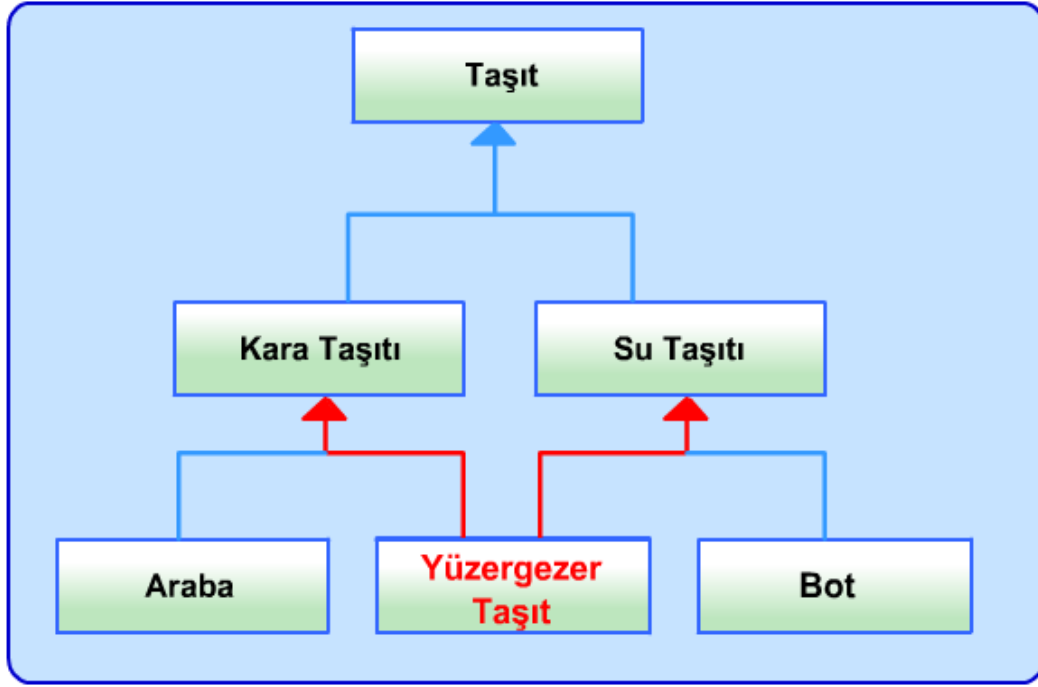 Taşıt
Kara Taşıtı
Su Taşıtı
Araba
Yüzergezer
Taşıt
Bot